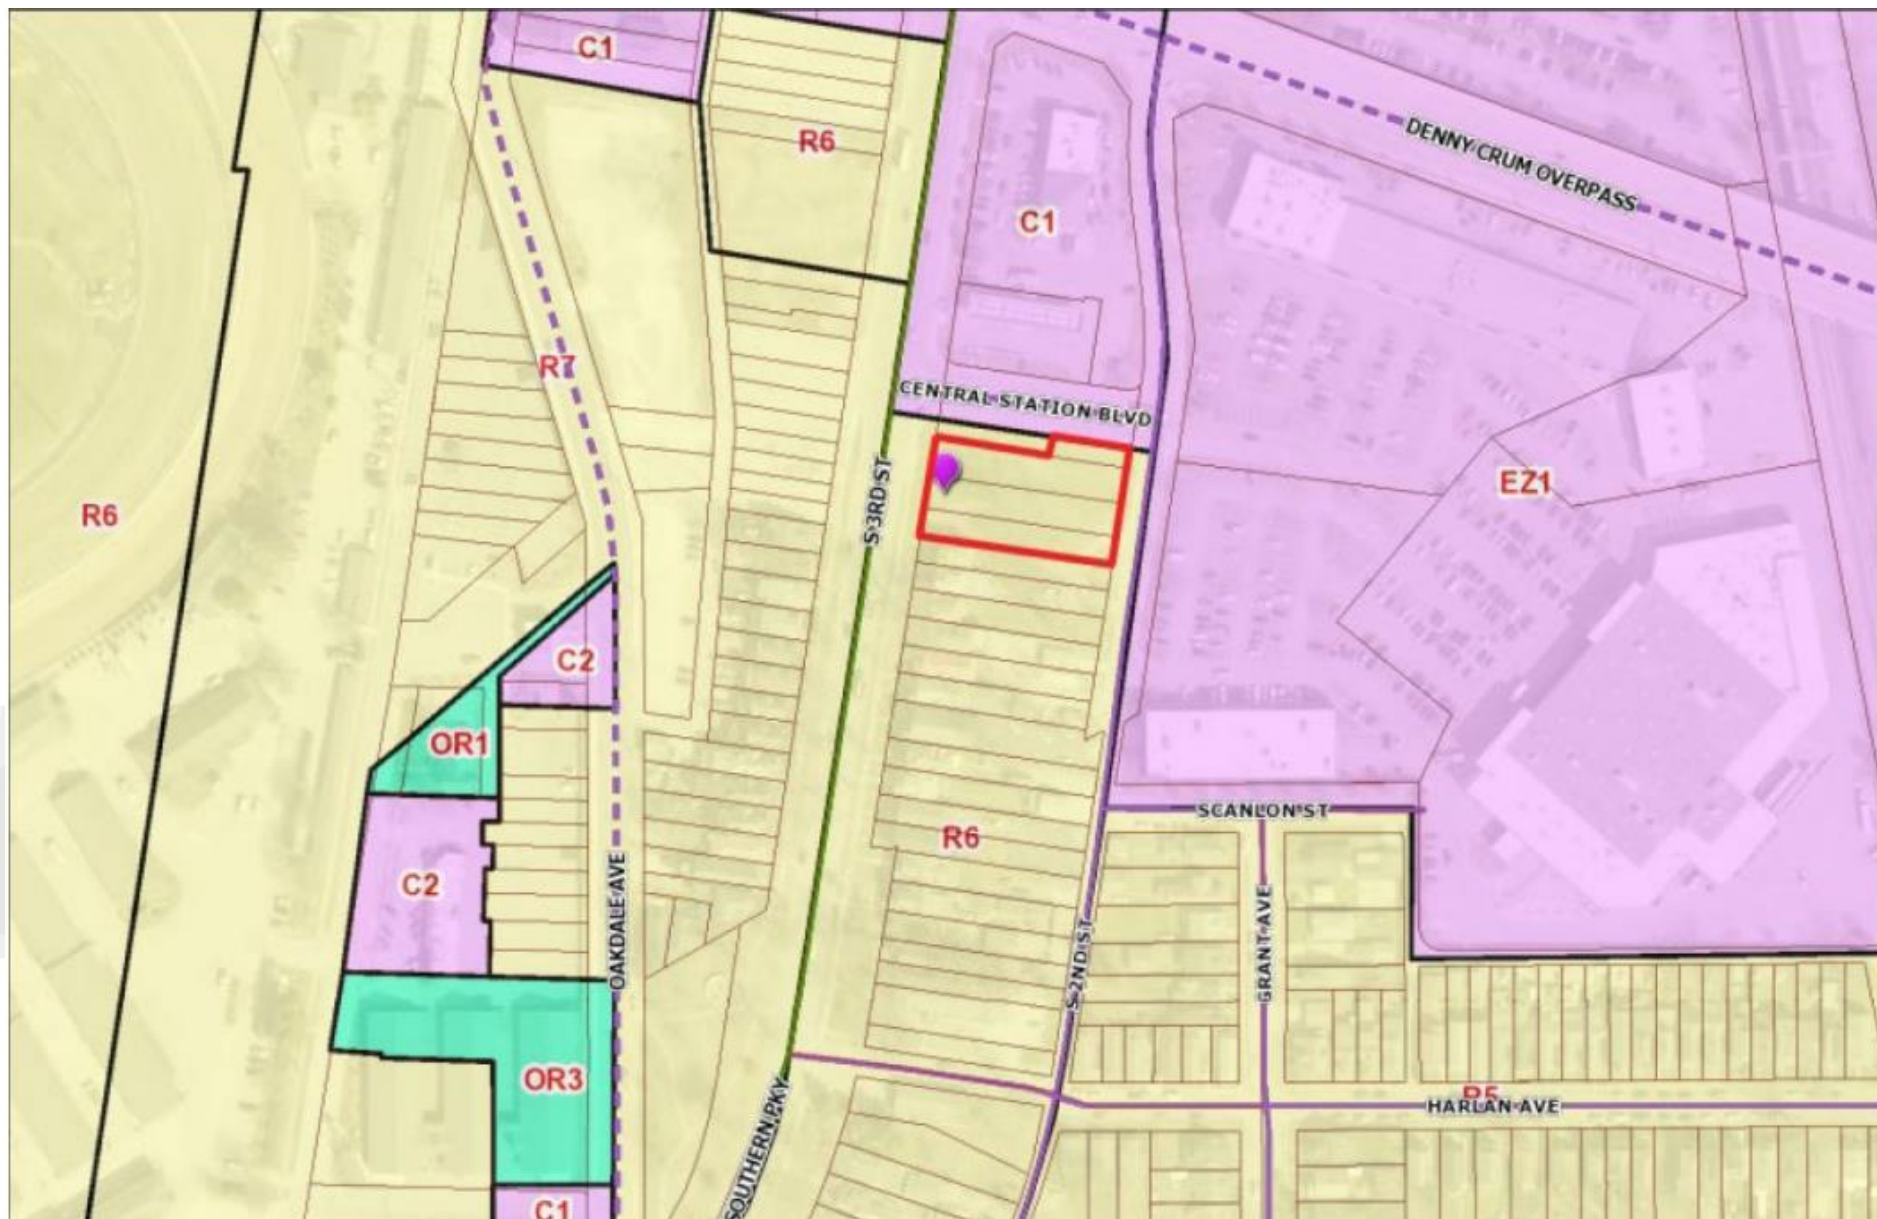 C1
R6
DENNY CRUM OVERPASS
C1
R7
CENTRAL STATION BLVD
S 3RD ST
EZ1
R6
C2
OR1
SCANLON ST
R6
C2
OAKDALE AVE
GRANT AVE
S 2ND ST
OR3
R5
HARLAN AVE
SOUTHERN PKY
C1